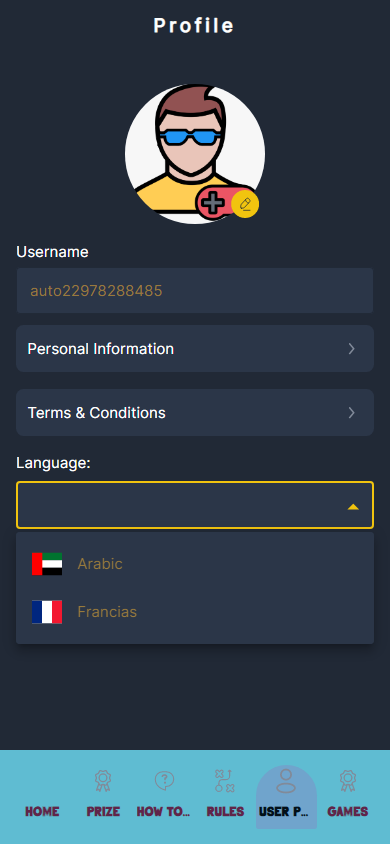 Profile
Username
auto22978288485
Personal Information
Terms & Conditions
Language:
Arabic
Francias
HOME
PRIZE
HOW TO...
RULES
USER P...
GAMES